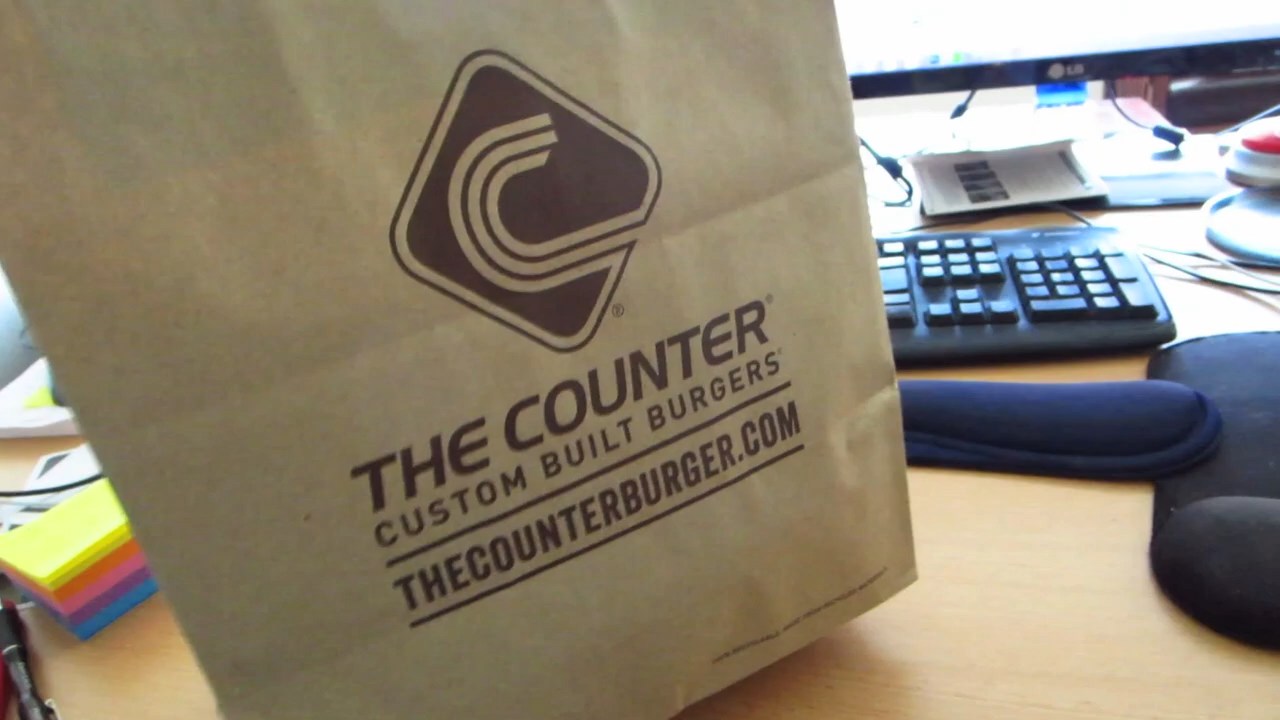 LG
®
THE COUNTER®
CUSTOM BUILT BURGERS®
THECOUNTERBURGER.COM